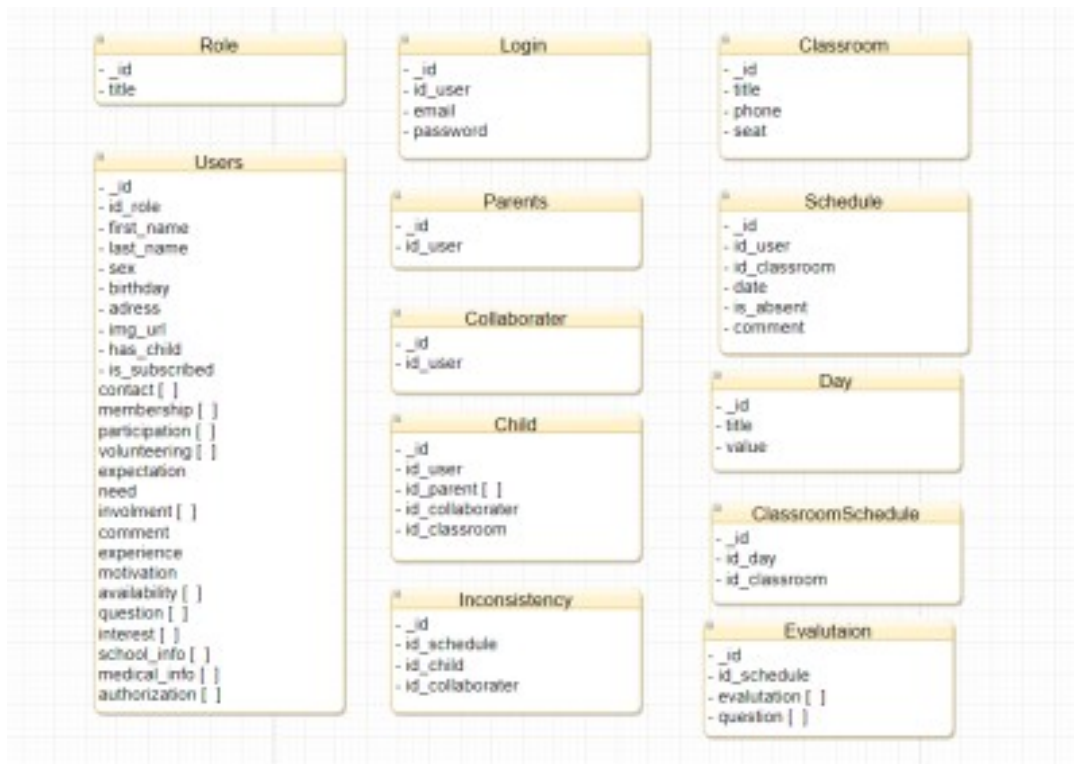 Role
- _id
- title
Users
- _id
- id_role
- first_name
- last_name
- sex
- birthday
- adress
- img_url
- has_child
- is_subscribed
contact [ ]
membership [ ]
participation [ ]
volunteering [ ]
expectation
need
involment [ ]
comment
experience
motivation
availability [ ]
question [ ]
interest [ ]
school_info [ ]
medical_info [ ]
authorization [ ]
Login
- _id
- id_user
- email
- password
Parents
- _id
- id_user
Collaborater
- _id
- id_user
Child
- _id
- id_user
- id_parent [ ]
- id_collaborater
- id_classroom
Inconsistency
- _id
- id_schedule
- id_child
- id_collaborater
Classroom
- _id
- title
- phone
- seat
Schedule
- _id
- id_user
- id_classroom
- date
- is_absent
- comment
Day
- _id
- title
- value
ClassroomSchedule
- _id
- id_day
- id_classroom
Evalutaion
- _id
- id_schedule
- evalutation [ ]
- question [ ]